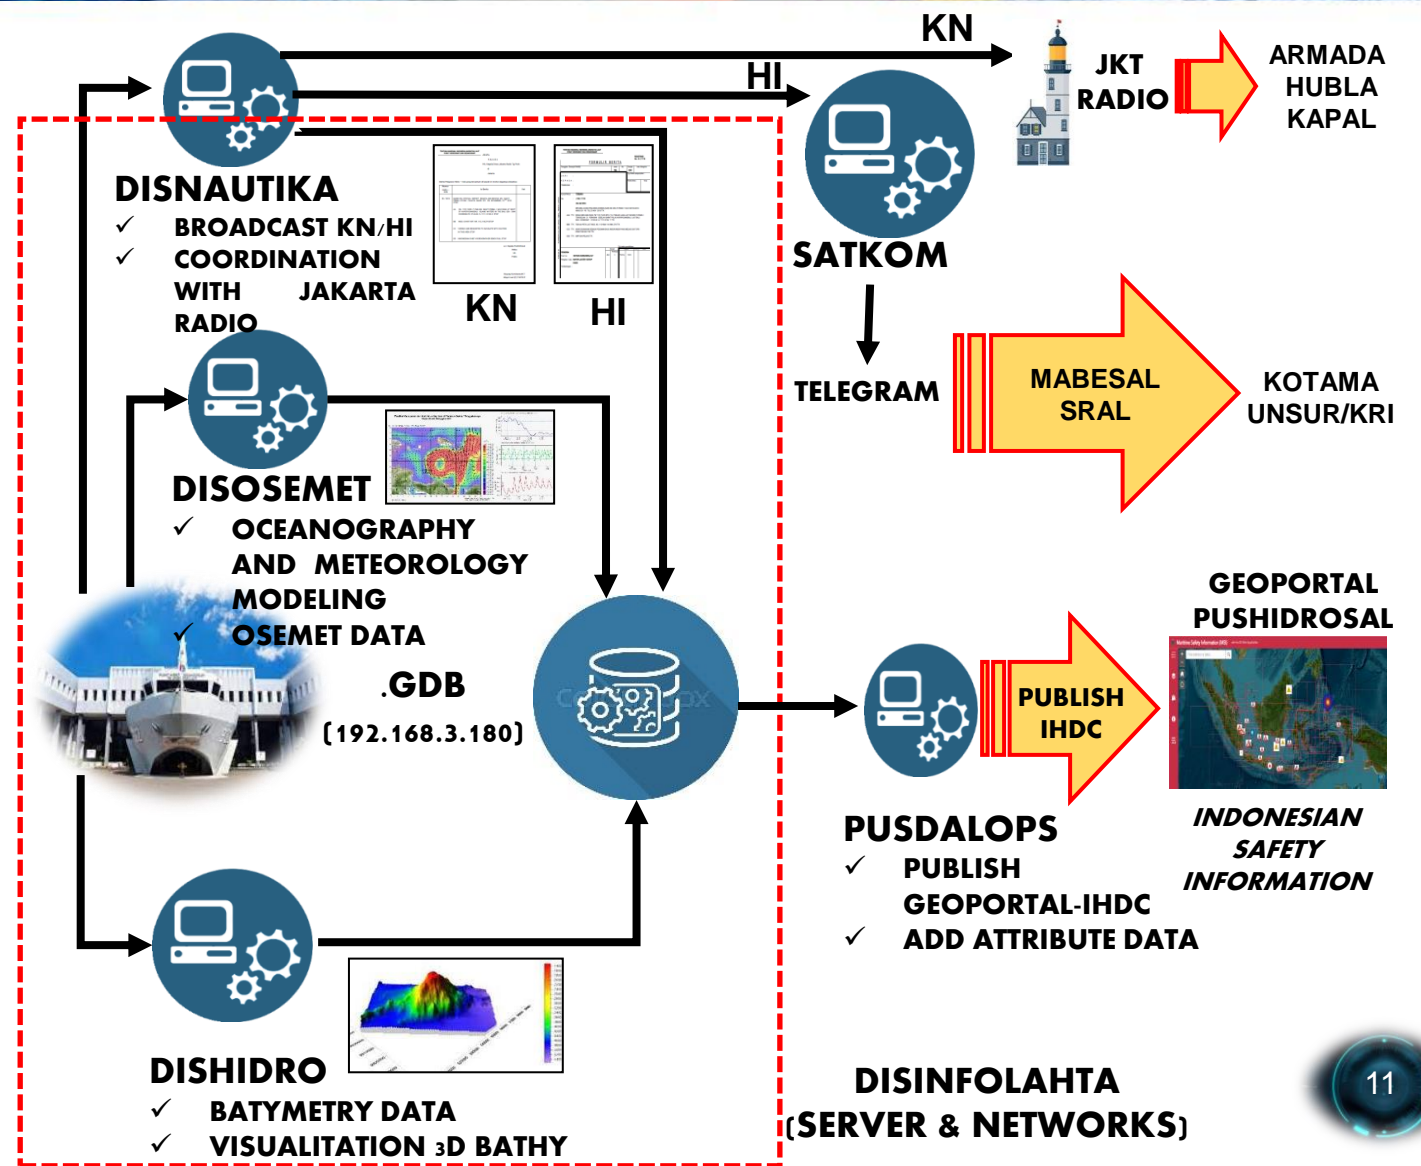 KN
HI
JKT
RADIO
ARMADA
HUBLA
KAPAL
DISNAUTIKA
✓ BROADCAST KN/HI
✓ COORDINATION
WITH JAKARTA
RADIO
KN
HI
SATKOM
TELEGRAM
MABESAL
SRAL
KOTAMA
UNSUR/KRI
DISOSEMET
✓ OCEANOGRAPHY
AND METEOROLOGY
MODELING
✓ OSEMET DATA
.GDB
(192.168.3.180)
GEOPORTAL
PUSHIDROSAL
PUBLISH
IHDC
INDONESIAN
SAFETY
INFORMATION
PUSDALOPS
✓ PUBLISH
GEOPORTAL-IHDC
✓ ADD ATTRIBUTE DATA
DISHIDRO
✓ BATYMETRY DATA
✓ VISUALITATION 3D BATHY
DISINFOLAHTA
(SERVER & NETWORKS)
11